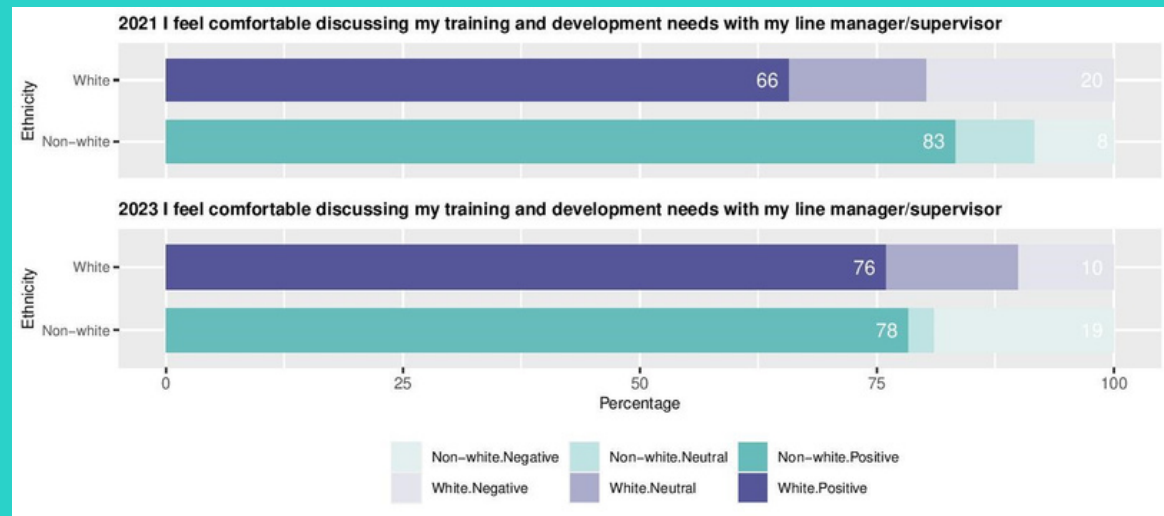 2021 I feel comfortable discussing my training and development needs with my line manager/supervisor
Ethnicity
White
66
20
Non−white
83
8
2023 I feel comfortable discussing my training and development needs with my line manager/supervisor
Ethnicity
White
76
10
Non−white
78
19
0 25 50 75 100
Percentage
Non−white.Negative Non−white.Neutral Non−white.Positive
White.Negative White.Neutral White.Positive